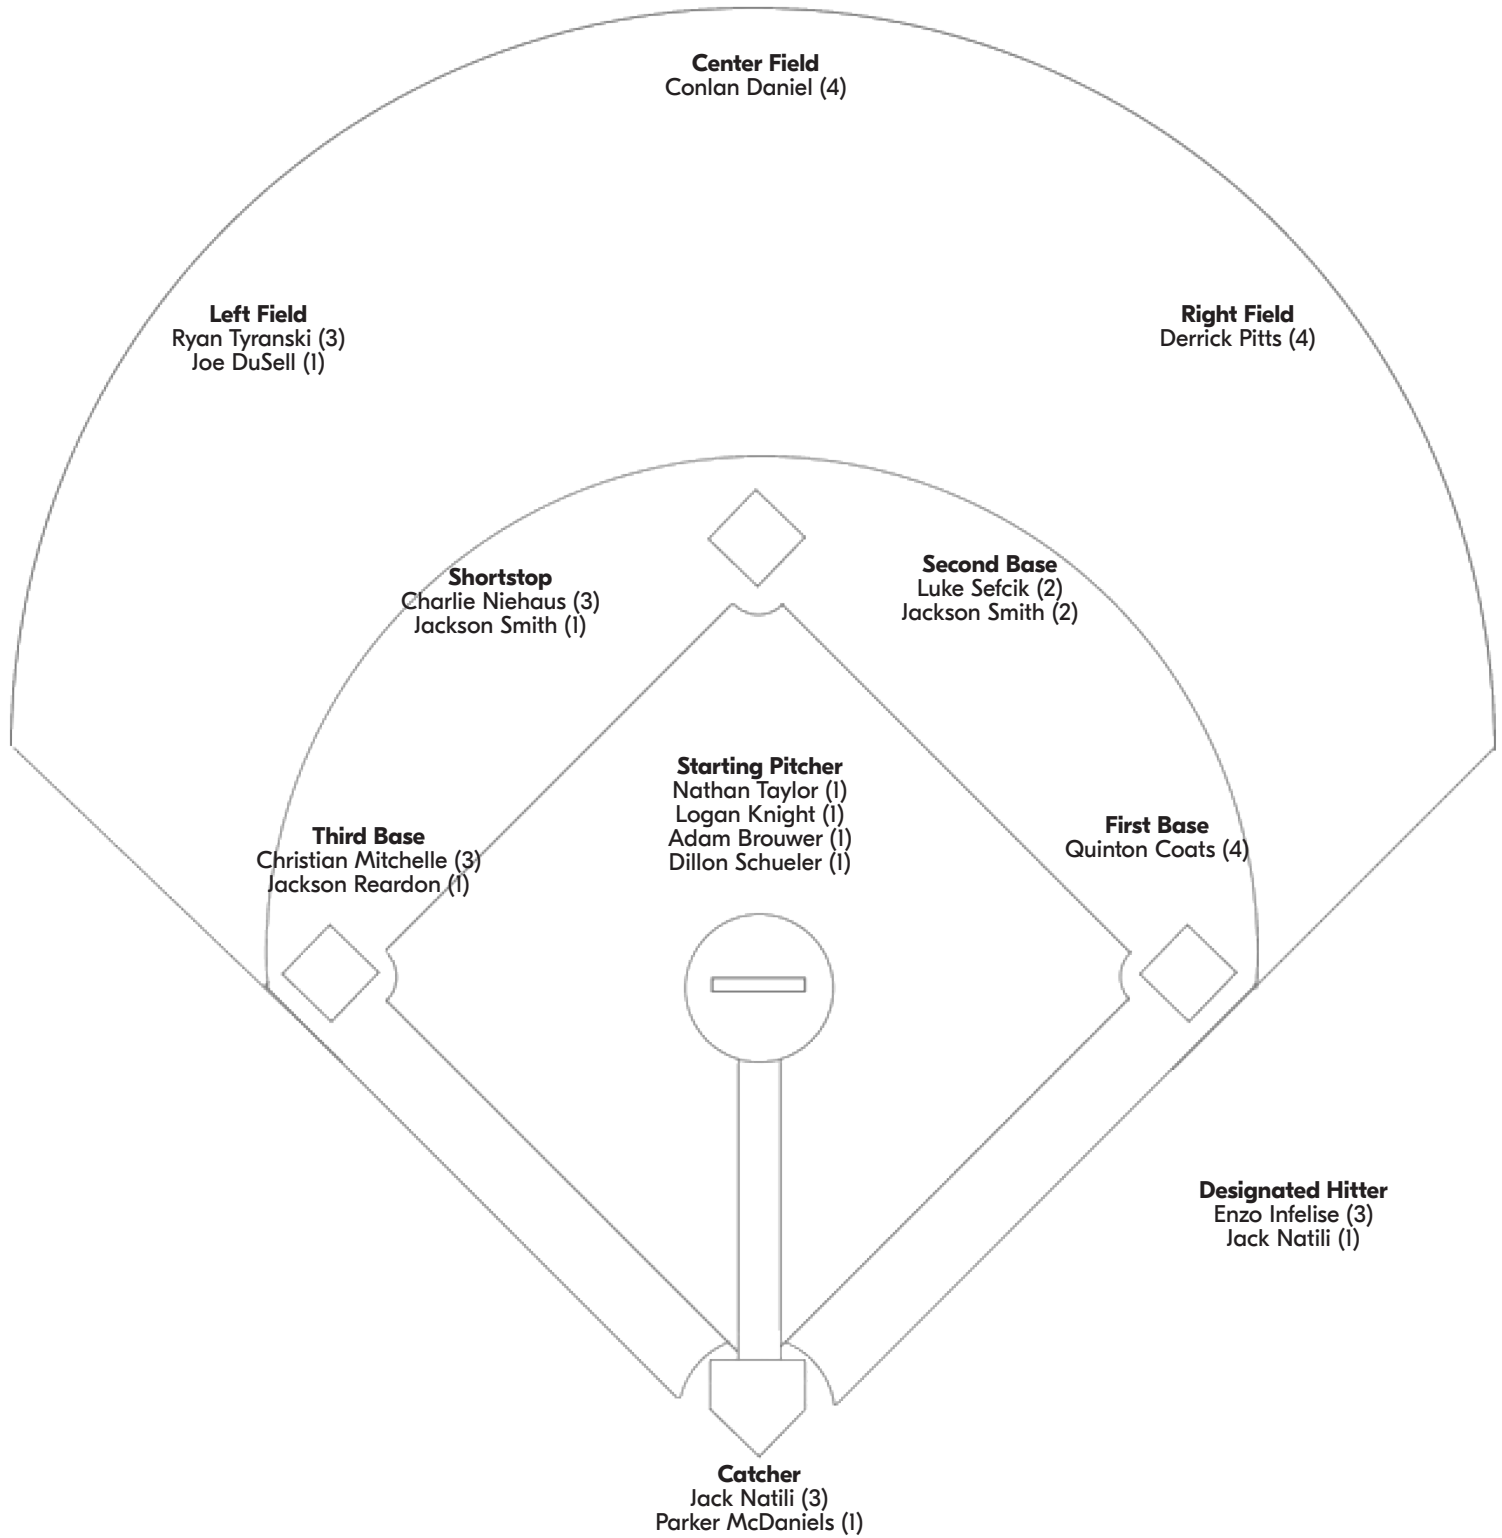 Center Field
Conlan Daniel (4)
Left Field
Ryan Tyranski (3)
Joe DuSell (1)
Right Field
Derrick Pitts (4)
Shortstop
Charlie Niehaus (3)
Jackson Smith (1)
Second Base
Luke Sefcik (2)
Jackson Smith (2)
Starting Pitcher
Nathan Taylor (1)
Logan Knight (1)
Adam Brouwer (1)
Dillon Schueler (1)
Third Base
Christian Mitchelle (3)
Jackson Reardon (1)
First Base
Quinton Coats (4)
Designated Hitter
Enzo Infelise (3)
Jack Natili (1)
Catcher
Jack Natili (3)
Parker McDaniels (1)